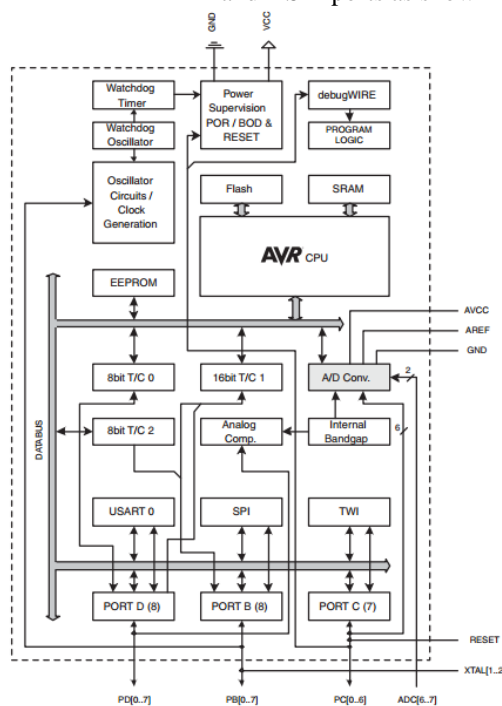 GND
VCC
Watchdog
Timer
Power
Supervision
POR / BOD &
RESET
debugWIRE
Watchdog
Oscillator
PROGRAM
LOGIC
Oscillator
Circuits /
Clock
Generation
Flash
SRAM
AVR CPU
EEPROM
AVCC
AREF
GND
8bit T/C 0
16bit T/C 1
A/D Conv.
2
DATABUS
8bit T/C 2
Analog
Comp.
Internal
Bandgap
6
USART 0
SPI
TWI
PORT D (8)
PORT B (8)
PORT C (7)
RESET
PD[0..7]
PB[0..7]
PC[0..6]
ADC[6..7]